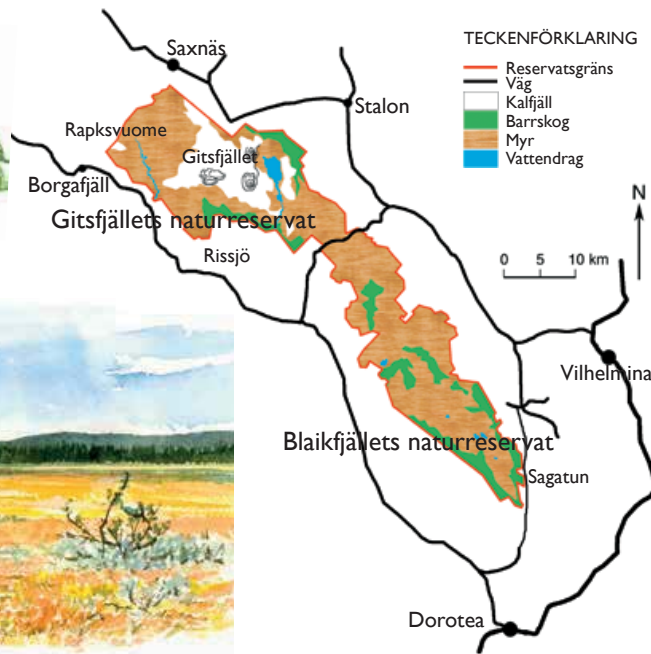 TECKENFÖRKLARING
Reservatsgräns
Väg
Kalfjäll
Barrskog
Myr
Vattendrag
Saxnäs
Stalon
Rapksvuome
Gitsfjället
Borgafjäll
Gitsfjällets naturreservat
Rissjö
N
0 5 10 km
Vilhelmina
Blaikfjällets naturreservat
Sagatun
Dorotea